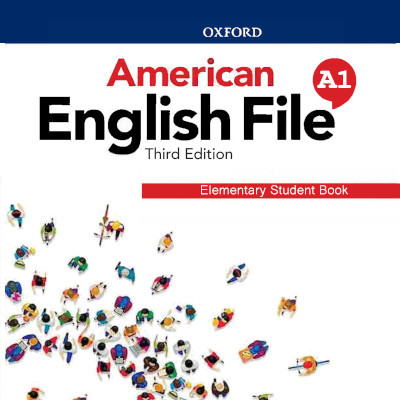 OXFORD
American
A1
English File
Third Edition
Elementary Student Book